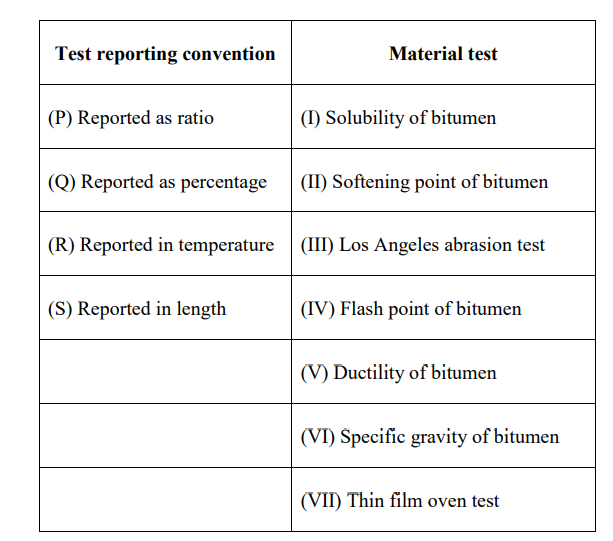 Test reporting convention Material test
(P) Reported as ratio (I) Solubility of bitumen
(Q) Reported as percentage (II) Softening point of bitumen
(R) Reported in temperature (III) Los Angeles abrasion test
(S) Reported in length (IV) Flash point of bitumen
(V) Ductility of bitumen
(VI) Specific gravity of bitumen
(VII) Thin film oven test